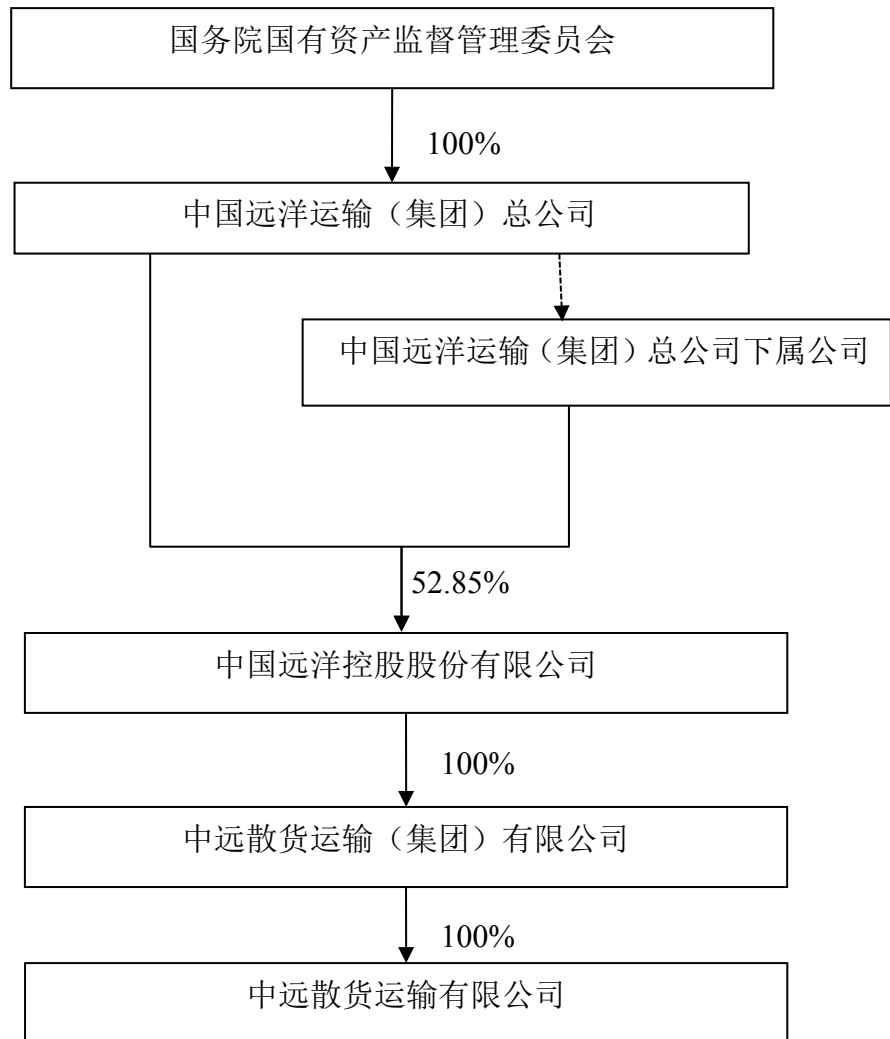 国务院国有资产监督管理委员会
100%
中国远洋运输（集团）总公司
中国远洋运输（集团）总公司下属公司
52.85%
中国远洋控股股份有限公司
100%
中远散货运输（集团）有限公司
100%
中远散货运输有限公司